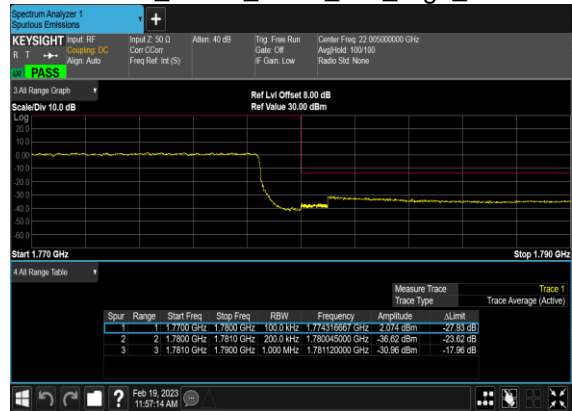 Spectrum Analyzer 1
Spurious Emissions
+
KEYSIGHT Input: RF Input Z: 50 Ω Atten: 40 dB Trig: Free Run Center Freq: 22.005000000 GHz
R T Coupling: DC Corr CCorr Gate: Off Avg|Hold: 100/100
Align: Auto Freq Ref: Int (S) IF Gain: Low Radio Std: None
LW PASS
3 All Range Graph Ref Lvl Offset 8.00 dB
Scale/Div 10.0 dB Ref Value 30.00 dBm
Log
20.0
10.0
0.00
-10.0
-20.0
-30.0
-40.0
-50.0
-60.0
Start 1.770 GHz Stop 1.790 GHz
4 All Range Table
Measure Trace Trace 1
Trace Type Trace Average (Active)
Spur Range Start Freq Stop Freq RBW Frequency Amplitude ΔLimit
1 1 1.7700 GHz 1.7800 GHz 100.0 kHz 1.774316667 GHz 2.074 dBm -27.93 dB
2 2 1.7800 GHz 1.7810 GHz 200.0 kHz 1.780045000 GHz -36.62 dBm -23.62 dB
3 3 1.7810 GHz 1.7900 GHz 1.000 MHz 1.781120000 GHz -30.96 dBm -17.96 dB
? Feb 19, 2023
11:57:14 AM